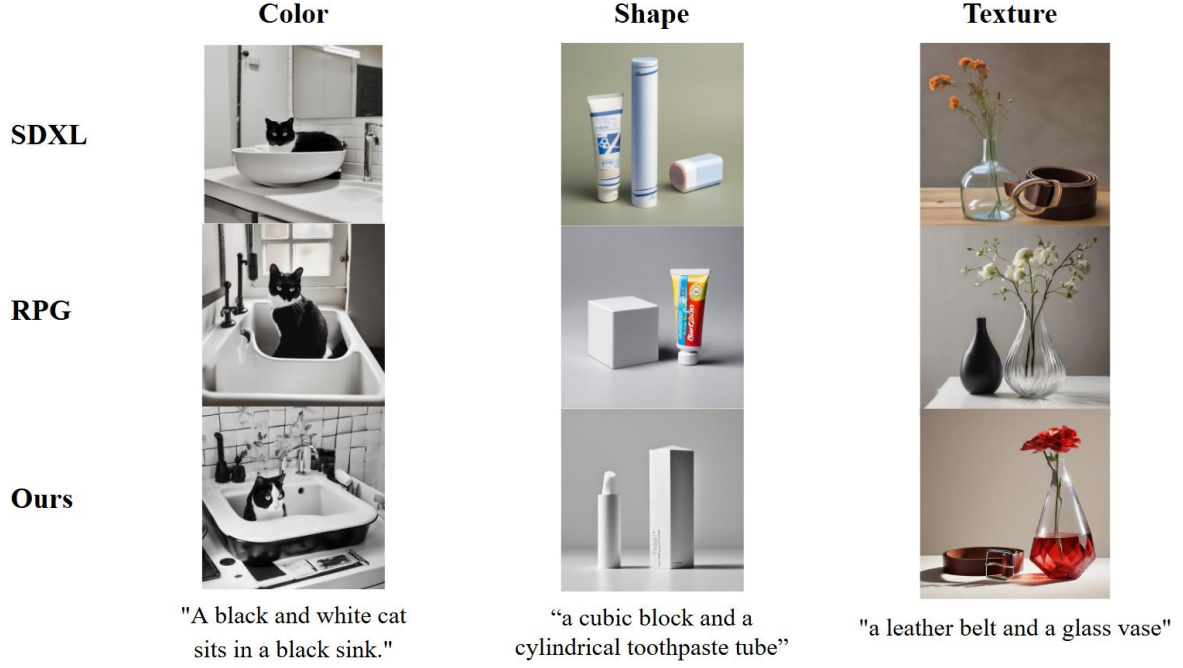 Color
Shape
Texture
SDXL
RPG
Ours
"A black and white cat
sits in a black sink."
“a cubic block and a
cylindrical toothpaste tube”
"a leather belt and a glass vase"